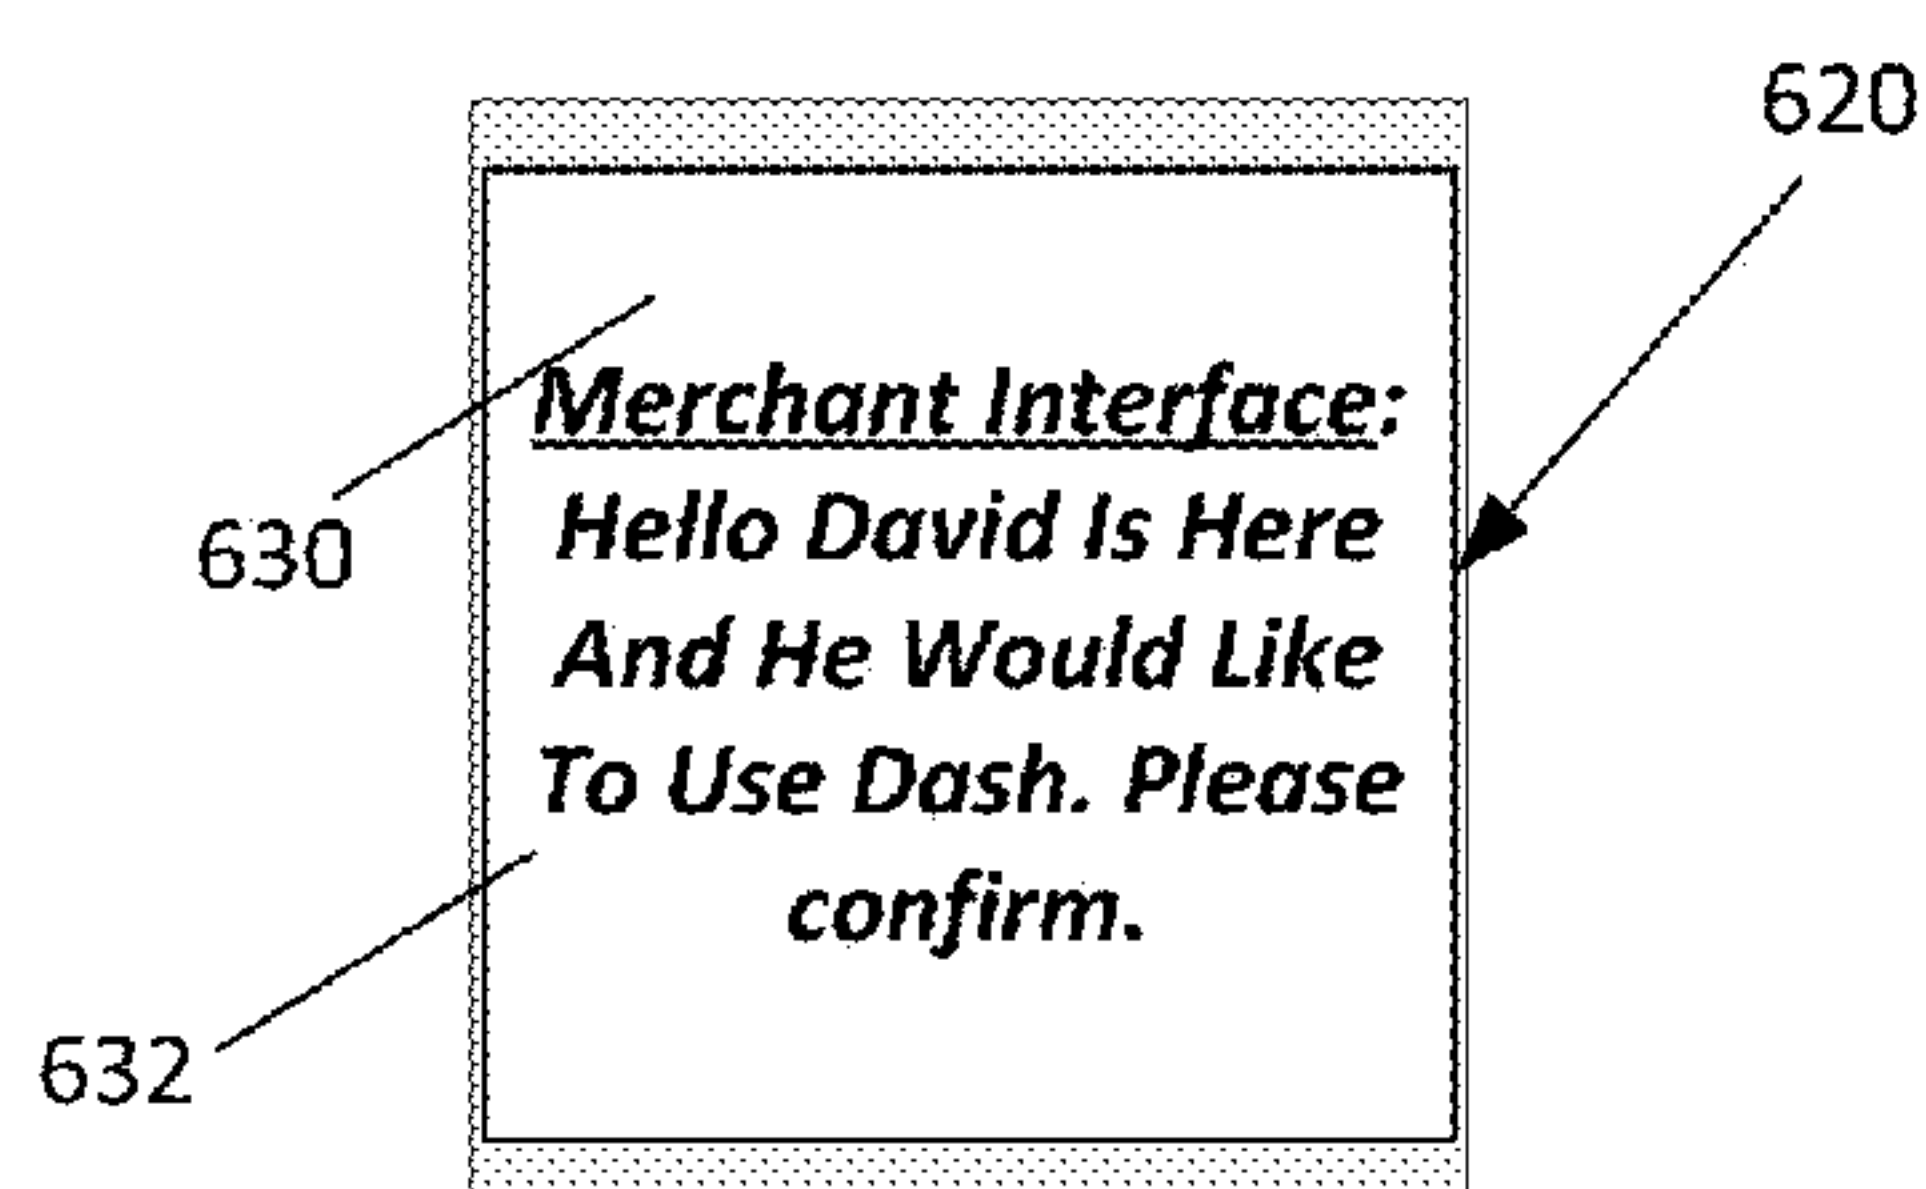 620
Merchant Interface:
Hello David Is Here
630
And He Would Like
To Use Dash. Please
confirm.
632